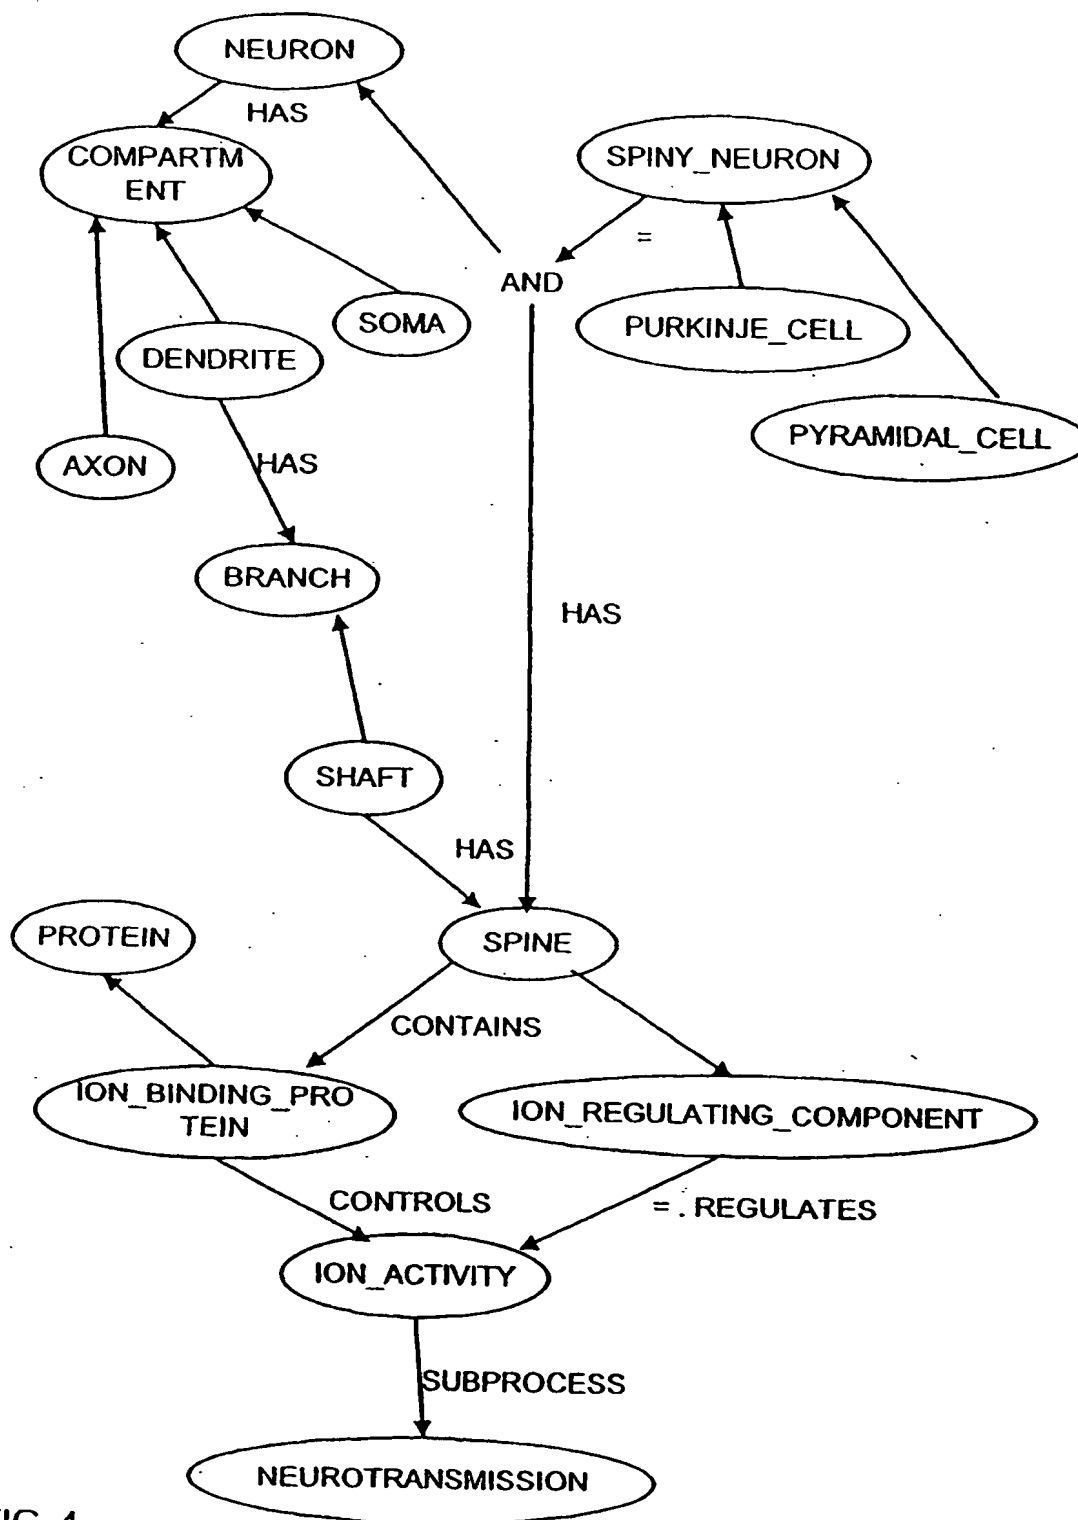 NEURON
HAS
COMPARTM
ENT
SPINY_NEURON
=
AND
SOMA
PURKINJE_CELL
DENDRITE
PYRAMIDAL_CELL
AXON
HAS
BRANCH
HAS
SHAFT
HAS
PROTEIN
SPINE
CONTAINS
ION_BINDING_PRO
TEIN
ION_REGULATING_COMPONENT
CONTROLS
= . REGULATES
ION_ACTIVITY
SUBPROCESS
NEUROTRANSMISSION